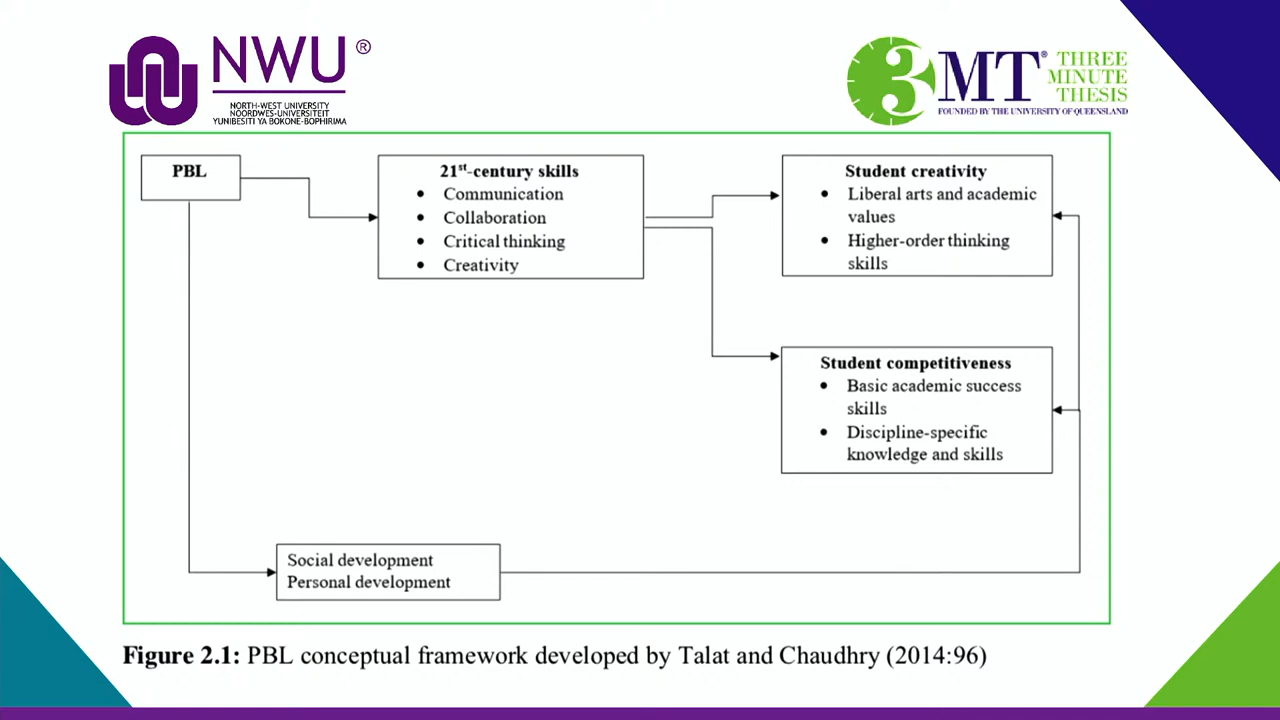 NWU®
NORTH-WEST UNIVERSITY
NOORDWES-UNIVERSITEIT
YUNIBESITI YA BOKONE-BOPHIRIMA
3MT® THREE
MINUTE
THESIS
FOUNDED BY THE UNIVERSITY OF QUEENSLAND
PBL
21st-century skills
• Communication
• Collaboration
• Critical thinking
• Creativity
Student creativity
• Liberal arts and academic
values
• Higher-order thinking
skills
Student competitiveness
• Basic academic success
skills
• Discipline-specific
knowledge and skills
Social development
Personal development
Figure 2.1: PBL conceptual framework developed by Talat and Chaudhry (2014:96)